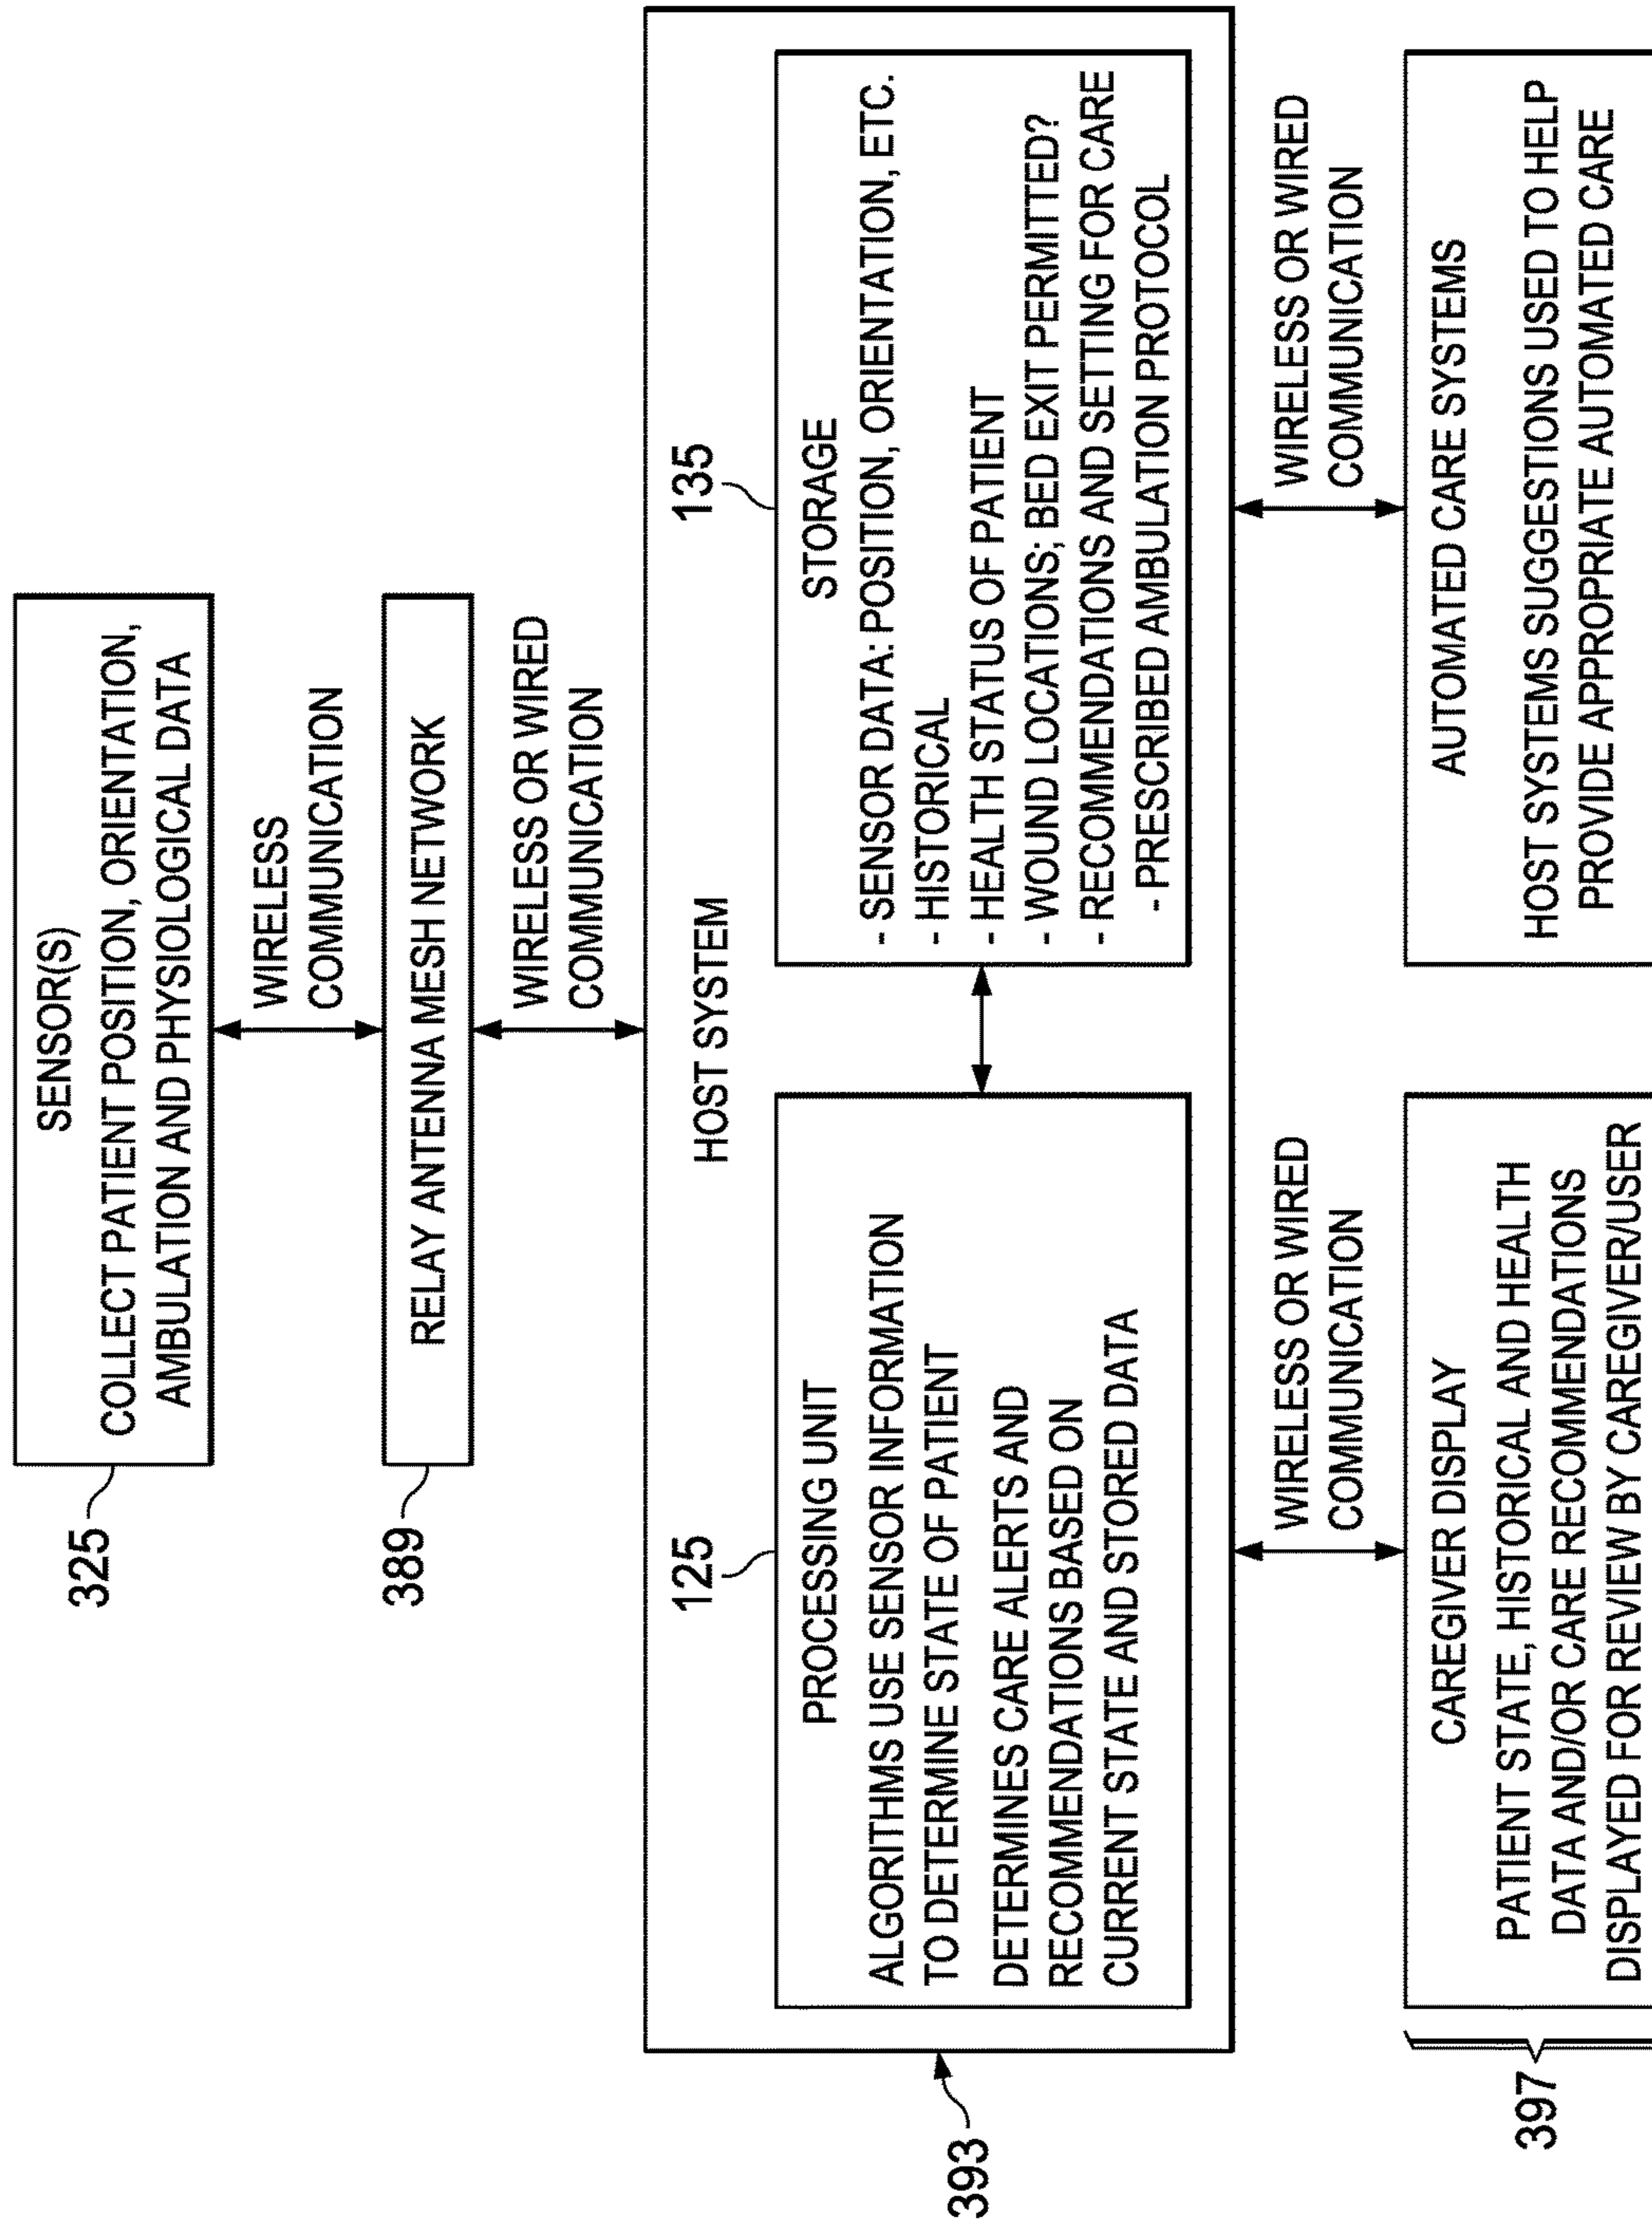 SENSOR(S)
COLLECT PATIENT POSITION, ORIENTATION,
AMBULATION AND PHYSIOLOGICAL DATA
325
WIRELESS
COMMUNICATION
RELAY ANTENNA MESH NETWORK
389
WIRELESS OR WIRED
COMMUNICATION
HOST SYSTEM
393
125
PROCESSING UNIT
ALGORITHMS USE SENSOR INFORMATION
TO DETERMINE STATE OF PATIENT
DETERMINES CARE ALERTS AND
RECOMMENDATIONS BASED ON
CURRENT STATE AND STORED DATA
135
STORAGE
- SENSOR DATA: POSITION, ORIENTATION, ETC.
- HISTORICAL
- HEALTH STATUS OF PATIENT
- WOUND LOCATIONS; BED EXIT PERMITTED?
- RECOMMENDATIONS AND SETTING FOR CARE
- PRESCRIBED AMBULATION PROTOCOL
WIRELESS OR WIRED
COMMUNICATION
WIRELESS OR WIRED
COMMUNICATION
397
CAREGIVER DISPLAY
PATIENT STATE, HISTORICAL AND HEALTH
DATA AND/OR CARE RECOMMENDATIONS
DISPLAYED FOR REVIEW BY CAREGIVER/USER
AUTOMATED CARE SYSTEMS
HOST SYSTEMS SUGGESTIONS USED TO HELP
PROVIDE APPROPRIATE AUTOMATED CARE